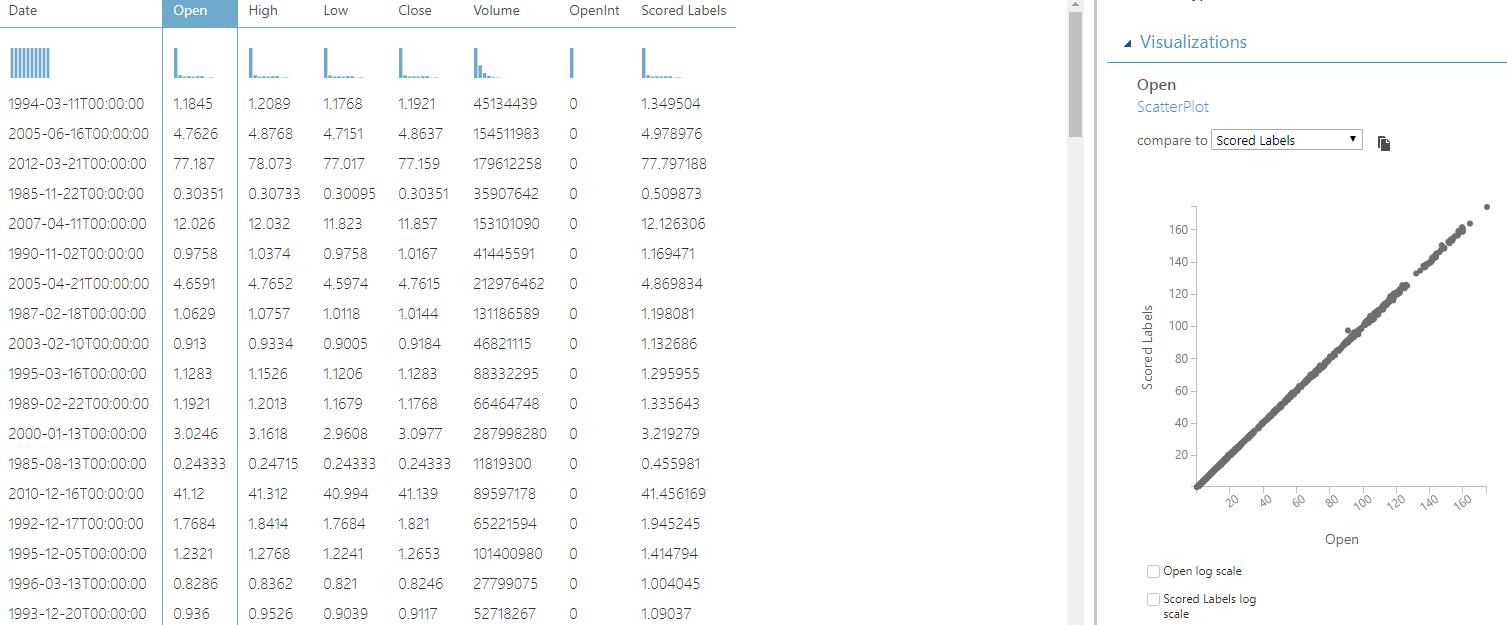 Date Open High Low Close Volume OpenInt Scored Labels
1994-03-11T00:00:00 1.1845 1.2089 1.1768 1.1921 45134439 0 1.349504
2005-06-16T00:00:00 4.7626 4.8768 4.7151 4.8637 154511983 0 4.978976
2012-03-21T00:00:00 77.187 78.073 77.017 77.159 179612258 0 77.797188
1985-11-22T00:00:00 0.30351 0.30733 0.30095 0.30351 35907642 0 0.509873
2007-04-11T00:00:00 12.026 12.032 11.823 11.857 153101090 0 12.126306
1990-11-02T00:00:00 0.9758 1.0374 0.9758 1.0167 41445591 0 1.169471
2005-04-21T00:00:00 4.6591 4.7652 4.5974 4.7615 212976462 0 4.869834
1987-02-18T00:00:00 1.0629 1.0757 1.0118 1.0144 131186589 0 1.198081
2003-02-10T00:00:00 0.913 0.9334 0.9005 0.9184 46821115 0 1.132686
1995-03-16T00:00:00 1.1283 1.1526 1.1206 1.1283 88332295 0 1.295955
1989-02-22T00:00:00 1.1921 1.2013 1.1679 1.1768 66464748 0 1.335643
2000-01-13T00:00:00 3.0246 3.1618 2.9608 3.0977 287998280 0 3.219279
1985-08-13T00:00:00 0.24333 0.24715 0.24333 0.24333 11819300 0 0.455981
2010-12-16T00:00:00 41.12 41.312 40.994 41.139 89597178 0 41.456169
1992-12-17T00:00:00 1.7684 1.8414 1.7684 1.821 65221594 0 1.945245
1995-12-05T00:00:00 1.2321 1.2768 1.2241 1.2653 101400980 0 1.414794
1996-03-13T00:00:00 0.8286 0.8362 0.821 0.8246 27799075 0 1.004045
1993-12-20T00:00:00 0.936 0.9526 0.9039 0.9117 52718267 0 1.09037
Visualizations
Open
ScatterPlot
compare to Scored Labels
160
140
120
100
80
60
40
20
Scored Labels
20 40 60 80 100 120 140 160
Open
Open log scale
Scored Labels log
scale